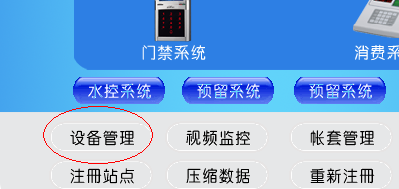 门禁系统 消费系
水控系统 预留系统 预留系统
设备管理 视频监控 帐套管理
注册站点 压缩数据 重新注册